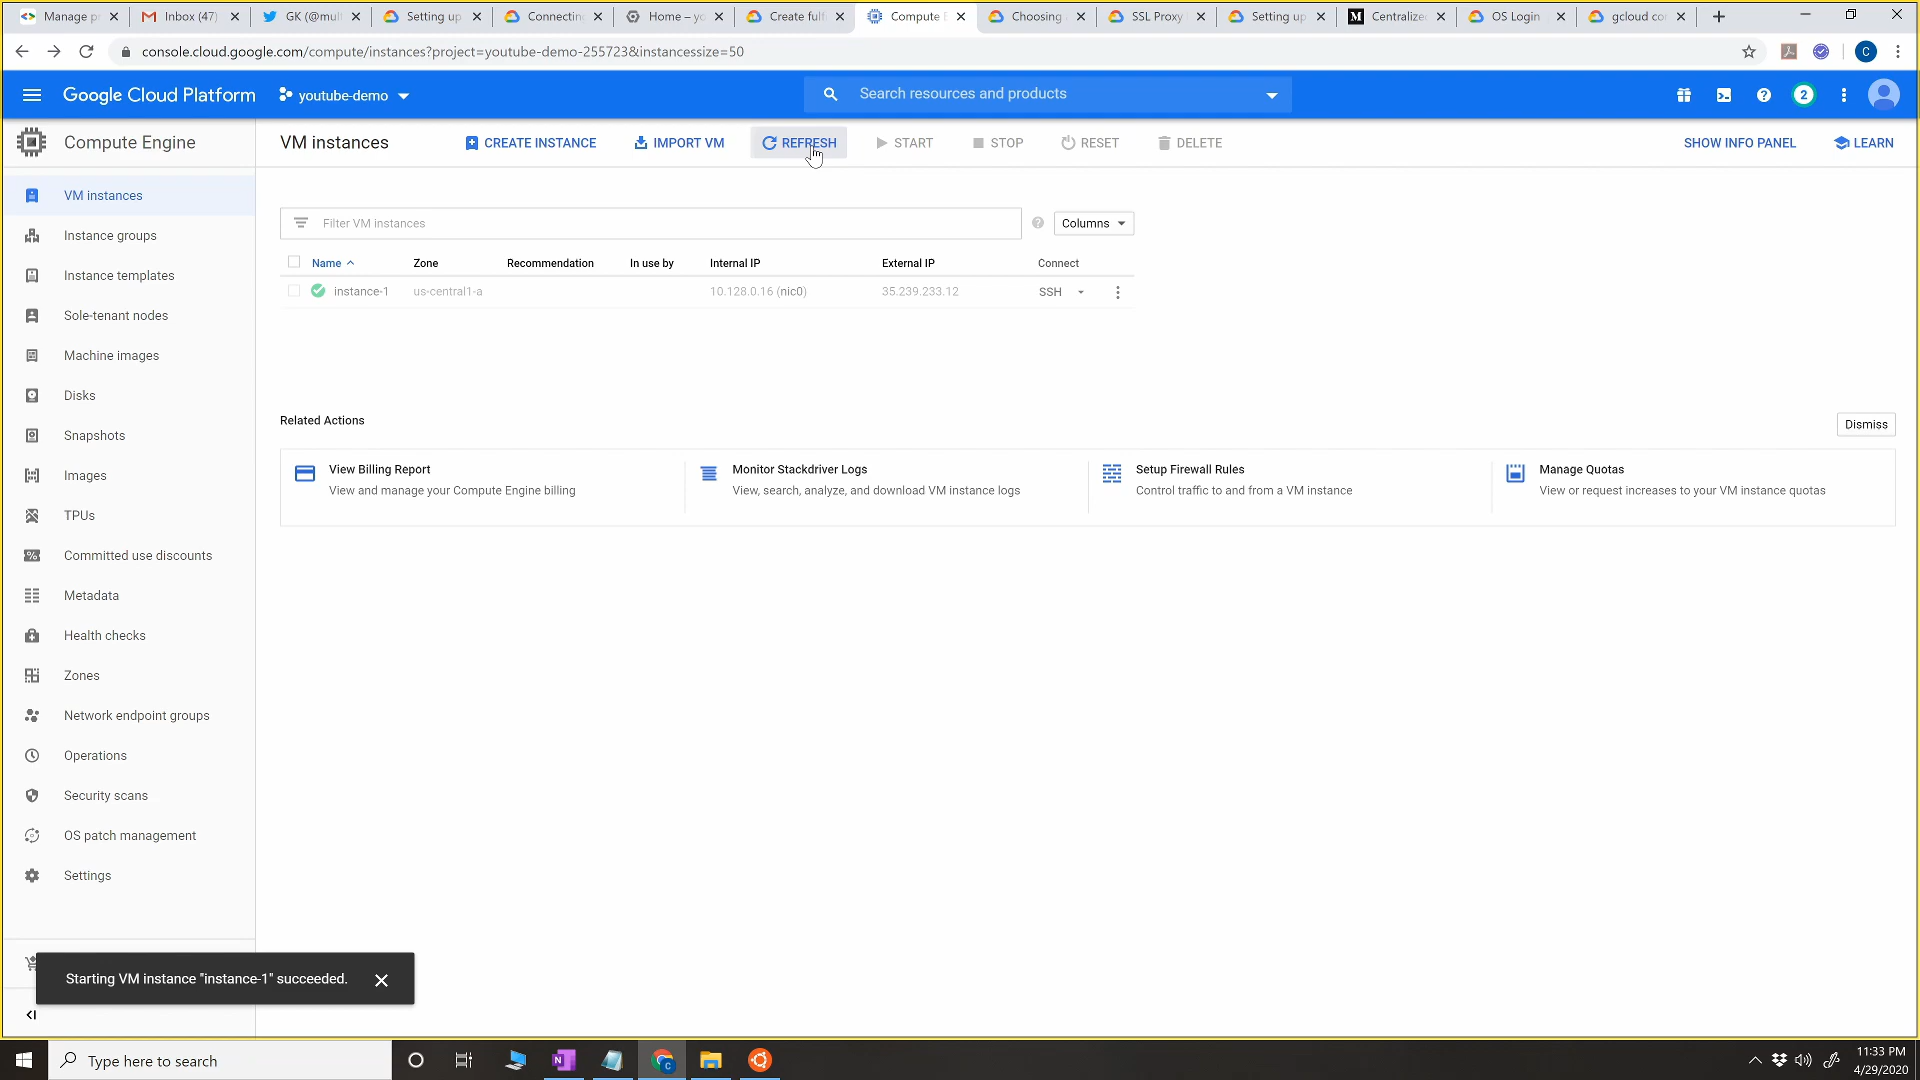 Manage p
Inbox (47)
GK (@mul
Setting up
Connectin
Home – yo
Create fulf
Compute E
Choosing
SSL Proxy
Setting up
M Centralize
OS Login
gcloud co
console.cloud.google.com/compute/instances?project=youtube-demo-255723&instancessize=50
C
Google Cloud Platform
youtube-demo
Search resources and products
2
Compute Engine
VM instances
CREATE INSTANCE
IMPORT VM
REFRESH
START
STOP
RESET
DELETE
SHOW INFO PANEL
LEARN
VM instances
Instance groups
Instance templates
Sole-tenant nodes
Machine images
Disks
Snapshots
Images
TPUs
Committed use discounts
Metadata
Health checks
Zones
Network endpoint groups
Operations
Security scans
OS patch management
Settings
Filter VM instances
Columns
Name Zone Recommendation In use by Internal IP External IP Connect
instance-1 us-central1-a 10.128.0.16 (nic0) 35.239.233.12 SSH
Related Actions
Dismiss
View Billing Report
View and manage your Compute Engine billing
Monitor Stackdriver Logs
View, search, analyze, and download VM instance logs
Setup Firewall Rules
Control traffic to and from a VM instance
Manage Quotas
View or request increases to your VM instance quotas
Starting VM instance "instance-1" succeeded.
Type here to search
11:33 PM
4/29/2020